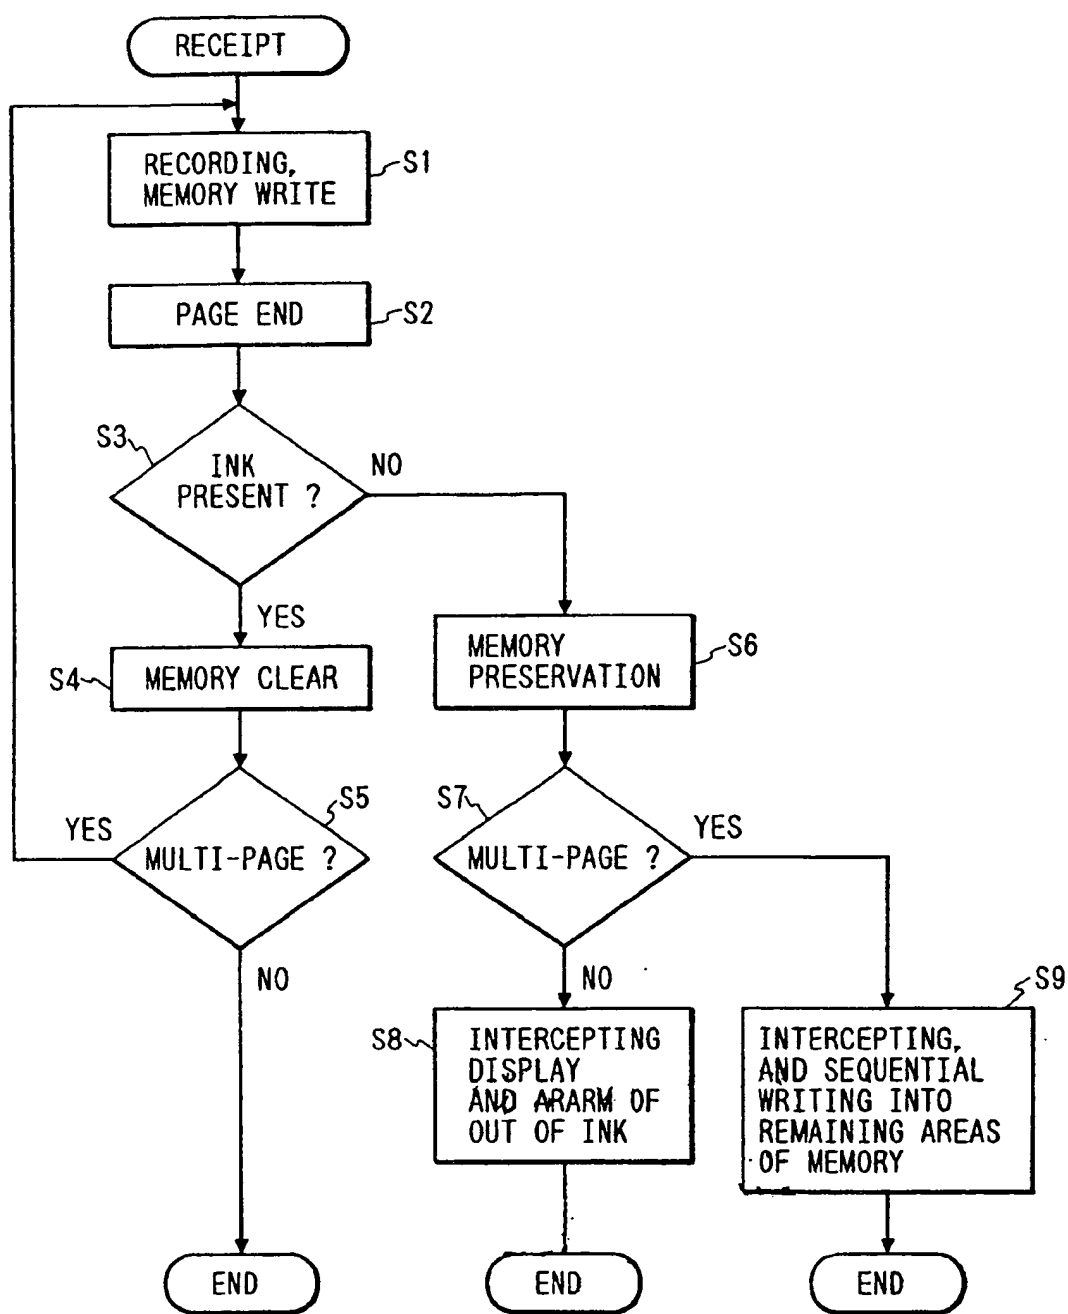 RECEIPT
RECORDING,
MEMORY WRITE
S1
PAGE END
S2
S3
INK
PRESENT ?
NO
YES
S4
MEMORY CLEAR
MEMORY
PRESERVATION
S6
S5
YES
MULTI-PAGE ?
NO
S7
MULTI-PAGE ?
YES
NO
S8
INTERCEPTING
DISPLAY
AND ARARM OF
OUT OF INK
S9
INTERCEPTING,
AND SEQUENTIAL
WRITING INTO
REMAINING AREAS
OF MEMORY
END
END
END